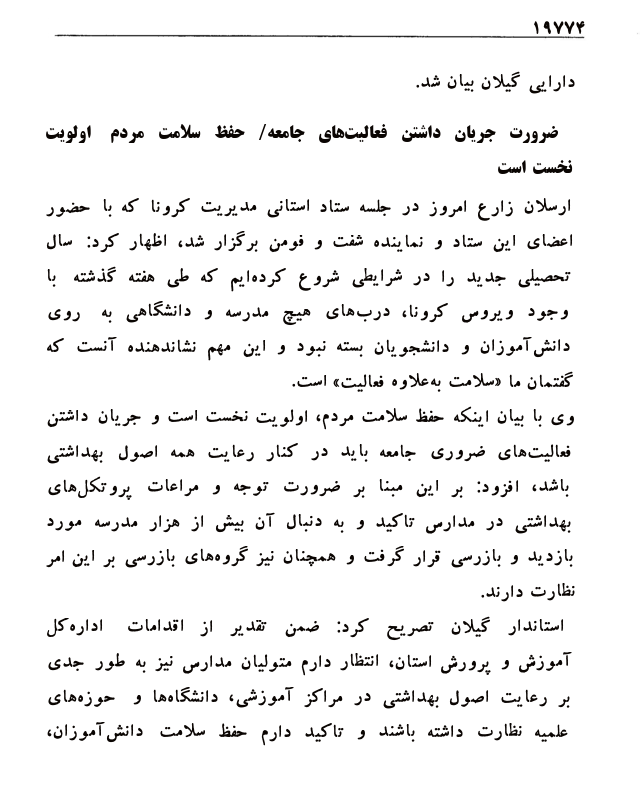 ۱۹۷۷۴
دارایی گیلان بیان شد.
ضرورت جریان داشتن فعالیت‌های جامعه/ حفظ سلامت مردم اولویت
نخست است
ارسلان زارع امروز در جلسه ستاد استانی مدیریت کرونا که با حضور
اعضای این ستاد و نماینده شفت و فومن برگزار شد، اظهار کرد: سال
تحصیلی جدید را در شرایطی شروع کرده‌ایم که طی هفته گذشته با
وجود ویروس کرونا، درب‌های هیچ مدرسه و دانشگاهی به روی
دانش‌آموزان و دانشجویان بسته نبود و این مهم نشاندهنده آنست که
گفتمان ما «سلامت به‌علاوه فعالیت» است.
وی با بیان اینکه حفظ سلامت مردم، اولویت نخست است و جریان داشتن
فعالیت‌های ضروری جامعه باید در کنار رعایت همه اصول بهداشتی
باشد، افزود: بر این مبنا بر ضرورت توجه و مراعات پروتکل‌های
بهداشتی در مدارس تاکید و به دنبال آن بیش از هزار مدرسه مورد
بازدید و بازرسی قرار گرفت و همچنان نیز گروه‌های بازرسی بر این امر
نظارت دارند.
استاندار گیلان تصریح کرد: ضمن تقدیر از اقدامات اداره‌کل
آموزش و پرورش استان، انتظار دارم متولیان مدارس نیز به طور جدی
بر رعایت اصول بهداشتی در مراکز آموزشی، دانشگاه‌ها و حوزه‌های
علمیه نظارت داشته باشند و تاکید دارم حفظ سلامت دانش‌آموزان،